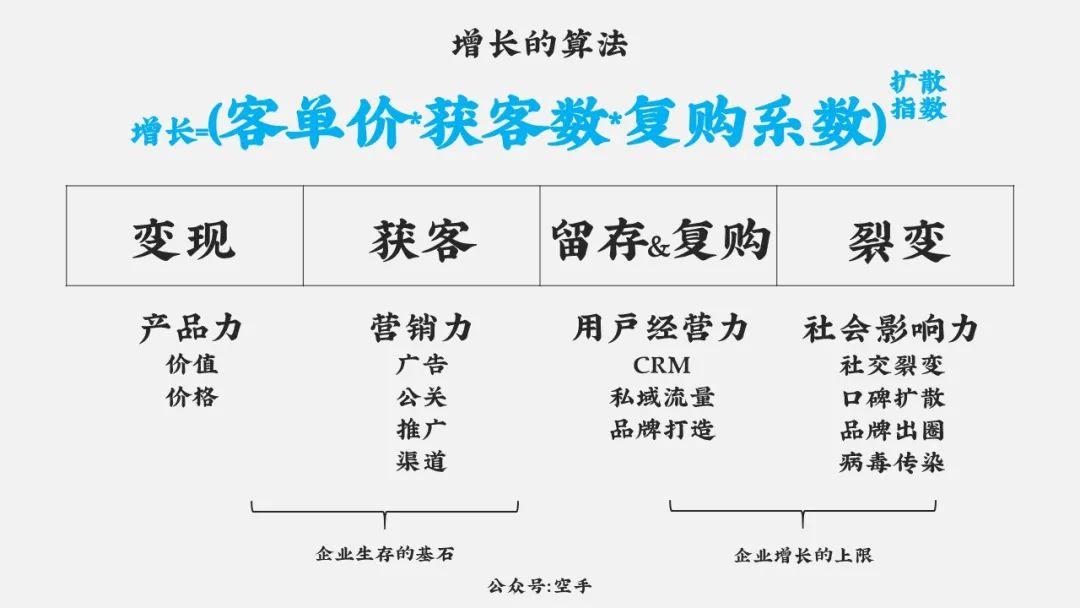 增长的算法
增长=(客单价*获客数*复购系数)扩散指数
变现 获客 留存&复购 裂变
产品力 营销力 用户经营力 社会影响力
价值 广告 CRM 社交裂变
价格 公关 私域流量 口碑扩散
推广 品牌打造 品牌出圈
渠道 病毒传染
企业生存的基石 企业增长的上限
公众号:空手